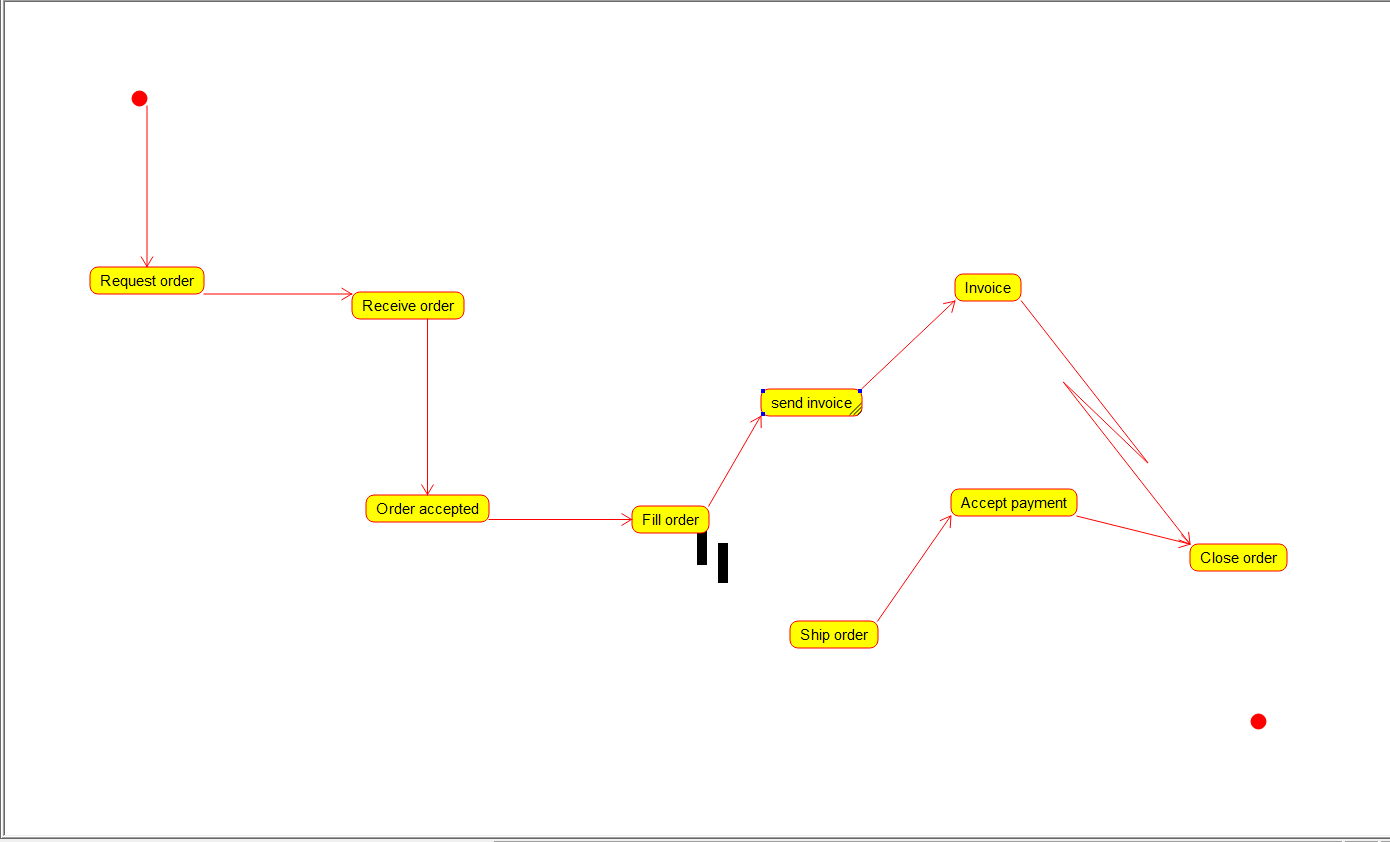 Request order
Receive order
Invoice
send invoice
Order accepted
Fill order
Accept payment
Close order
Ship order